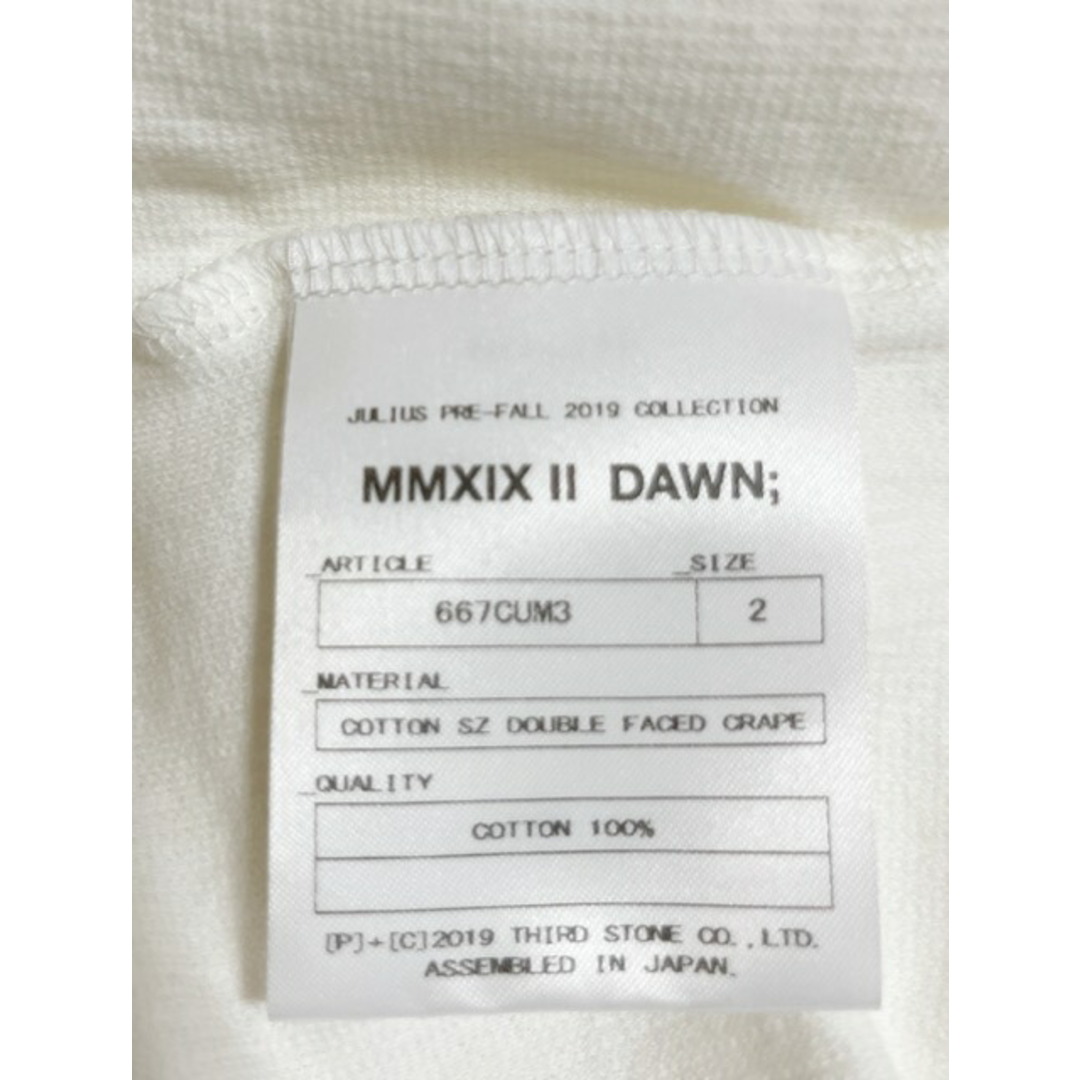 JULIUS PRE-FALL 2019 COLLECTION
MMXIX II DAWN;
_ARTICLE _SIZE
667CUM3 2
_MATERIAL
COTTON SZ DOUBLE FACED CRAPE
_QUALITY
COTTON 100%
[P]+[C]2019 THIRD STONE CO.,LTD.
ASSEMBLED IN JAPAN.